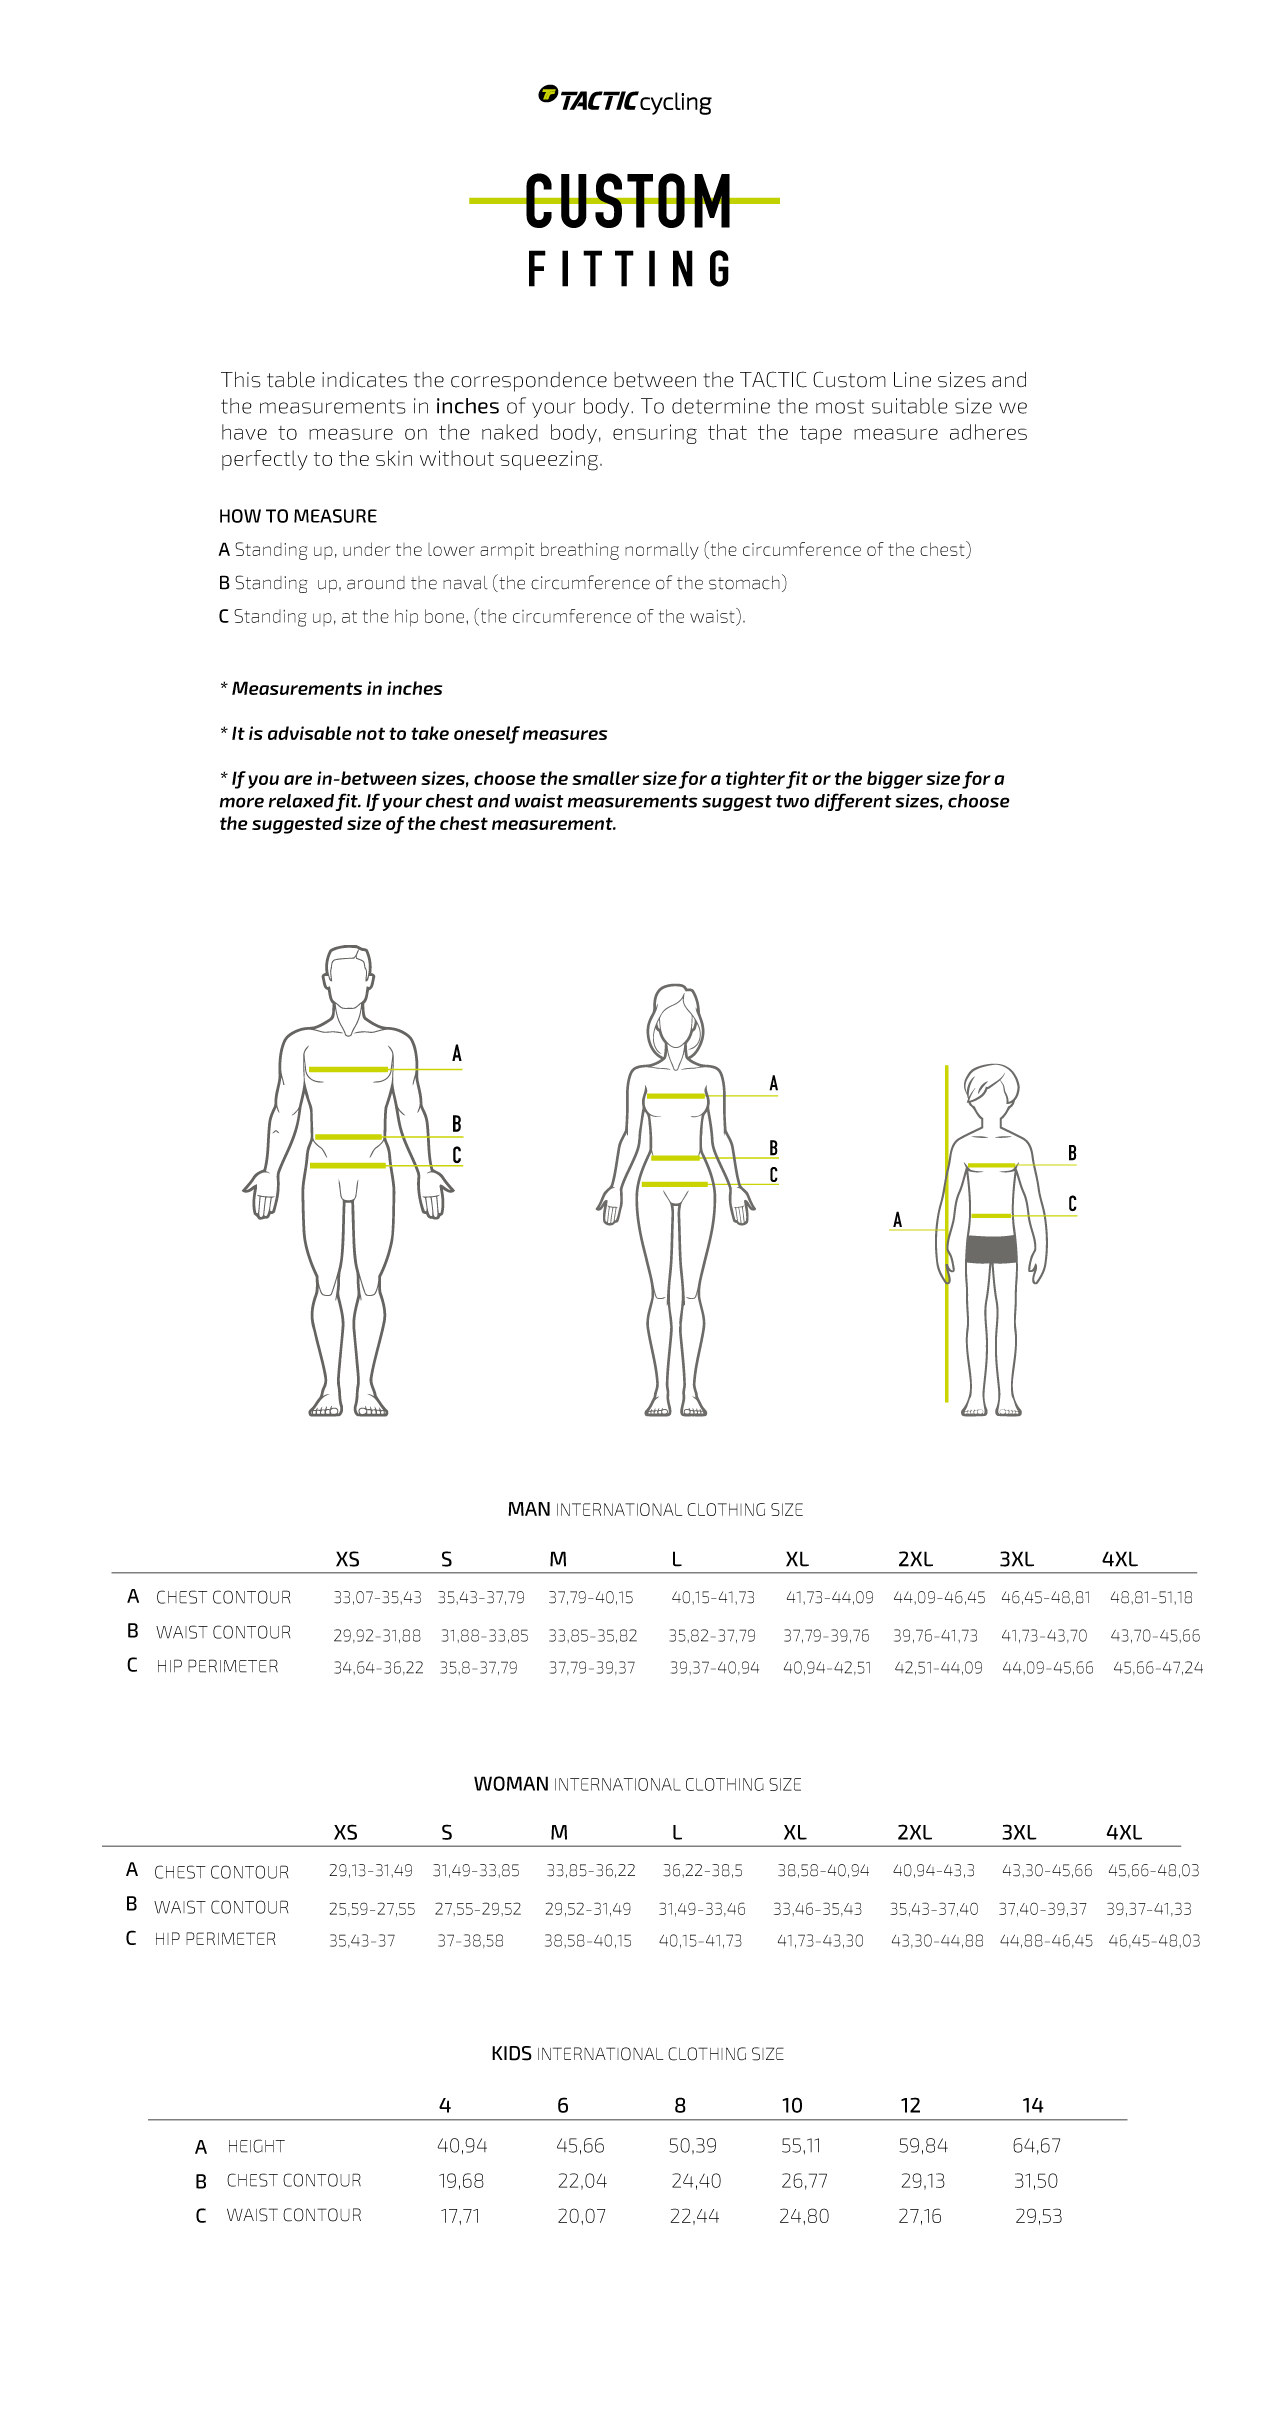 TACTIC cycling
CUSTOM
FITTING
This table indicates the correspondence between the TACTIC Custom Line sizes and
the measurements in inches of your body. To determine the most suitable size we
have to measure on the naked body, ensuring that the tape measure adheres
perfectly to the skin without squeezing.
HOW TO MEASURE
A Standing up, under the lower armpit breathing normally (the circumference of the chest)
B Standing up, around the naval (the circumference of the stomach)
C Standing up, at the hip bone, (the circumference of the waist).
* Measurements in inches
* It is advisable not to take oneself measures
* If you are in-between sizes, choose the smaller size for a tighter fit or the bigger size for a
more relaxed fit. If your chest and waist measurements suggest two different sizes, choose
the suggested size of the chest measurement.
A
B
C
A
B
C
B
C
A
MAN INTERNATIONAL CLOTHING SIZE
XS S M L XL 2XL 3XL 4XL
A CHEST CONTOUR 33,07-35,43 35,43-37,79 37,79-40,15 40,15-41,73 41,73-44,09 44,09-46,45 46,45-48,81 48,81-51,18
B WAIST CONTOUR 29,92-31,88 31,88-33,85 33,85-35,82 35,82-37,79 37,79-39,76 39,76-41,73 41,73-43,70 43,70-45,66
C HIP PERIMETER 34,64-36,22 35,8-37,79 37,79-39,37 39,37-40,94 40,94-42,51 42,51-44,09 44,09-45,66 45,66-47,24
WOMAN INTERNATIONAL CLOTHING SIZE
XS S M L XL 2XL 3XL 4XL
A CHEST CONTOUR 29,13-31,49 31,49-33,85 33,85-36,22 36,22-38,5 38,58-40,94 40,94-43,3 43,30-45,66 45,66-48,03
B WAIST CONTOUR 25,59-27,55 27,55-29,52 29,52-31,49 31,49-33,46 33,46-35,43 35,43-37,40 37,40-39,37 39,37-41,33
C HIP PERIMETER 35,43-37 37-38,58 38,58-40,15 40,15-41,73 41,73-43,30 43,30-44,88 44,88-46,45 46,45-48,03
KIDS INTERNATIONAL CLOTHING SIZE
4 6 8 10 12 14
A HEIGHT 40,94 45,66 50,39 55,11 59,84 64,67
B CHEST CONTOUR 19,68 22,04 24,40 26,77 29,13 31,50
C WAIST CONTOUR 17,71 20,07 22,44 24,80 27,16 29,53